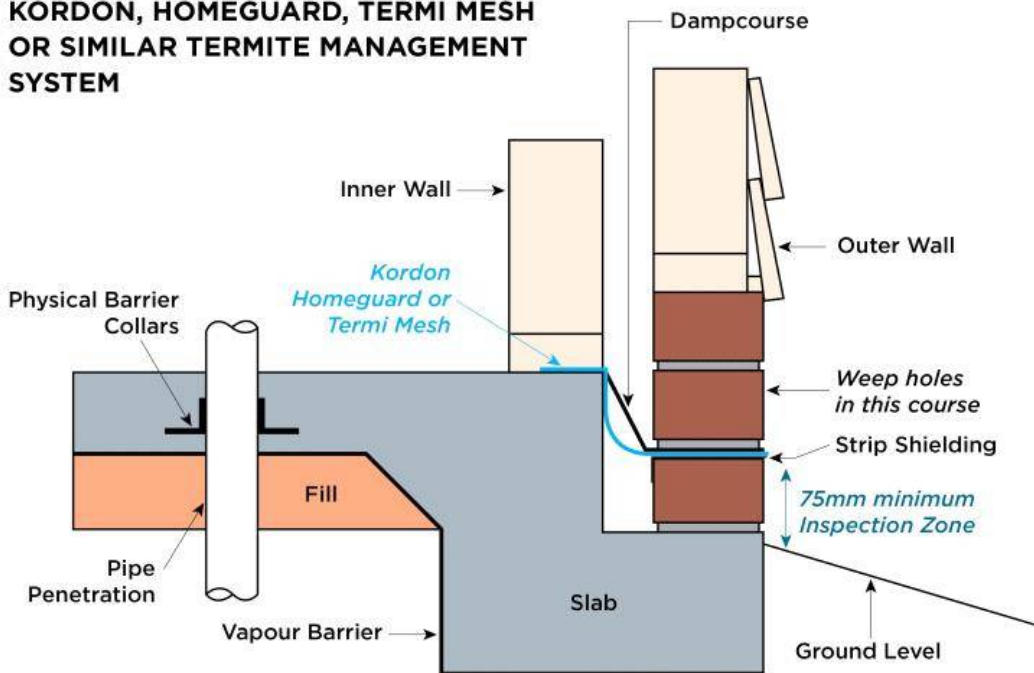 KORDON, HOMEGUARD, TERMI MESH
OR SIMILAR TERMITE MANAGEMENT
SYSTEM
Dampcourse
Inner Wall
Outer Wall
Kordon
Homeguard or
Termi Mesh
Physical Barrier
Collars
Weep holes
in this course
Strip Shielding
Fill
75mm minimum
Inspection Zone
Pipe
Penetration
Slab
Vapour Barrier
Ground Level